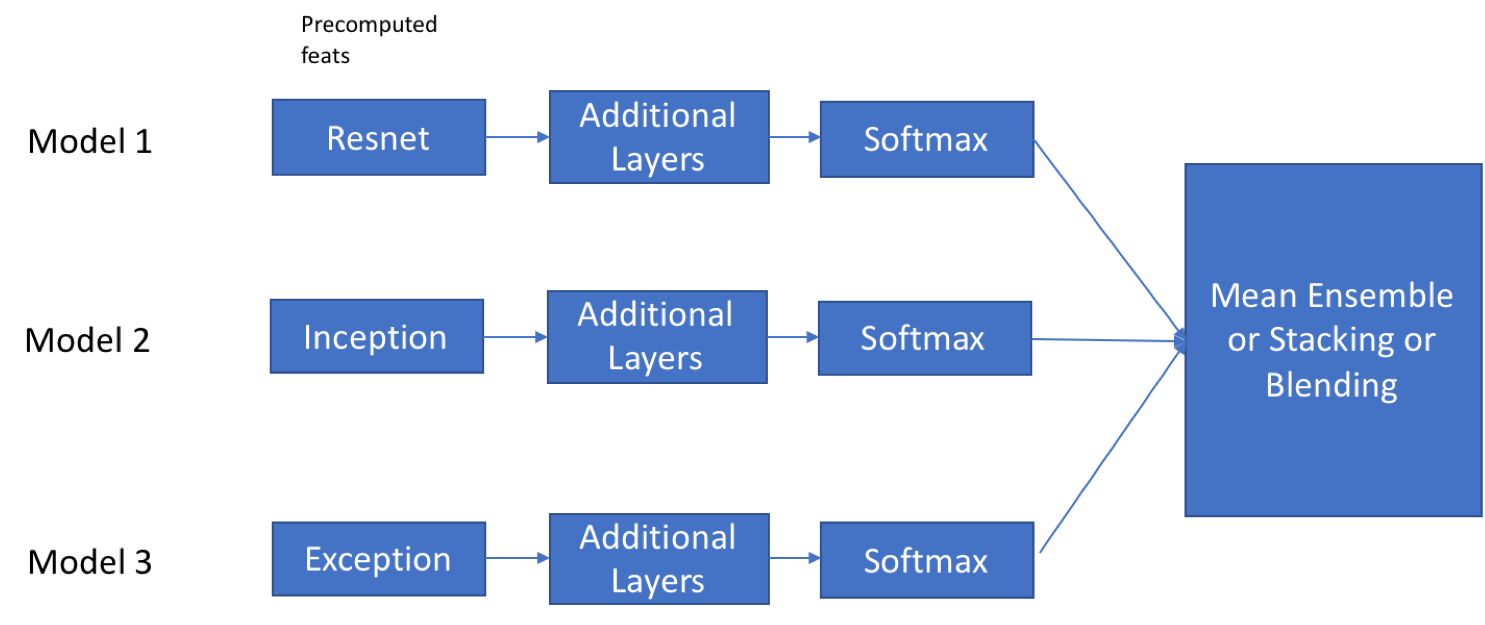 Precomputed
feats
Model 1
Resnet
Additional
Layers
Softmax
Model 2
Inception
Additional
Layers
Softmax
Mean Ensemble
or Stacking or
Blending
Model 3
Exception
Additional
Layers
Softmax